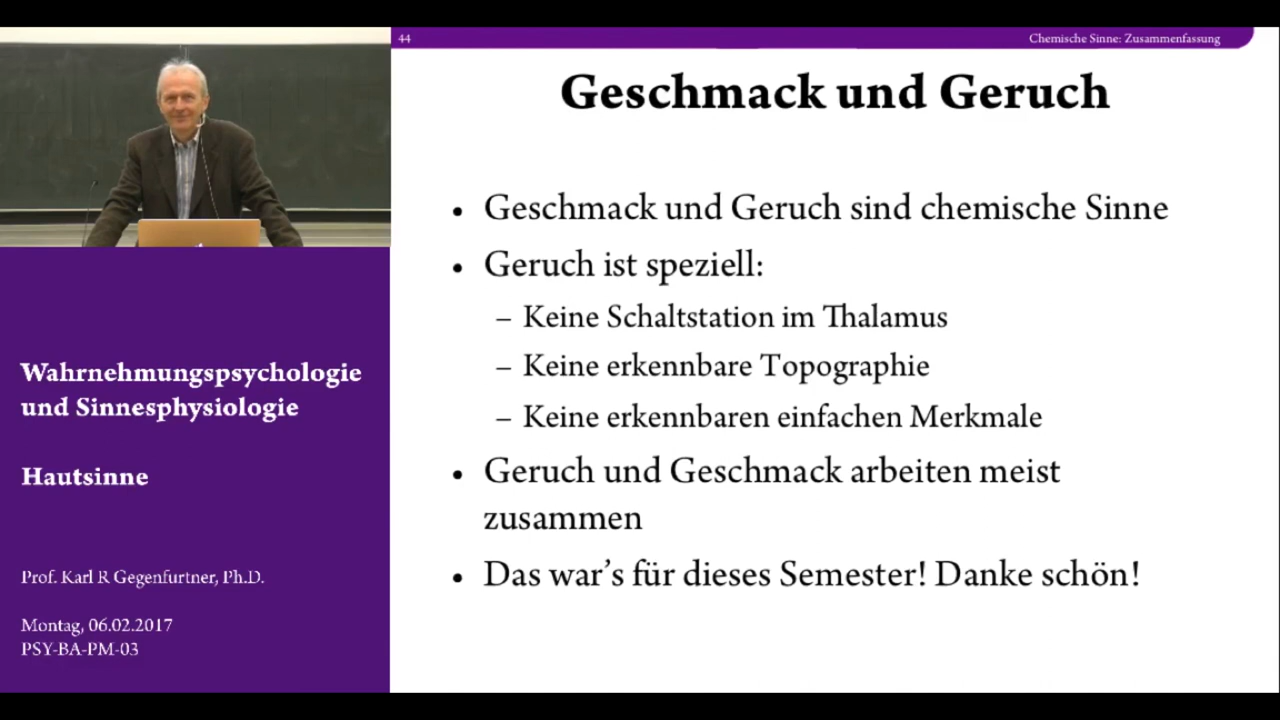 44
Chemische Sinne: Zusammenfassung
Geschmack und Geruch
• Geschmack und Geruch sind chemische Sinne
• Geruch ist speziell:
– Keine Schaltstation im Thalamus
– Keine erkennbare Topographie
– Keine erkennbaren einfachen Merkmale
• Geruch und Geschmack arbeiten meist
zusammen
• Das war’s für dieses Semester! Danke schön!
Wahrnehmungspsychologie
und Sinnesphysiologie
Hautsinne
Prof. Karl R Gegenfurtner, Ph.D.
Montag, 06.02.2017
PSY-BA-PM-03